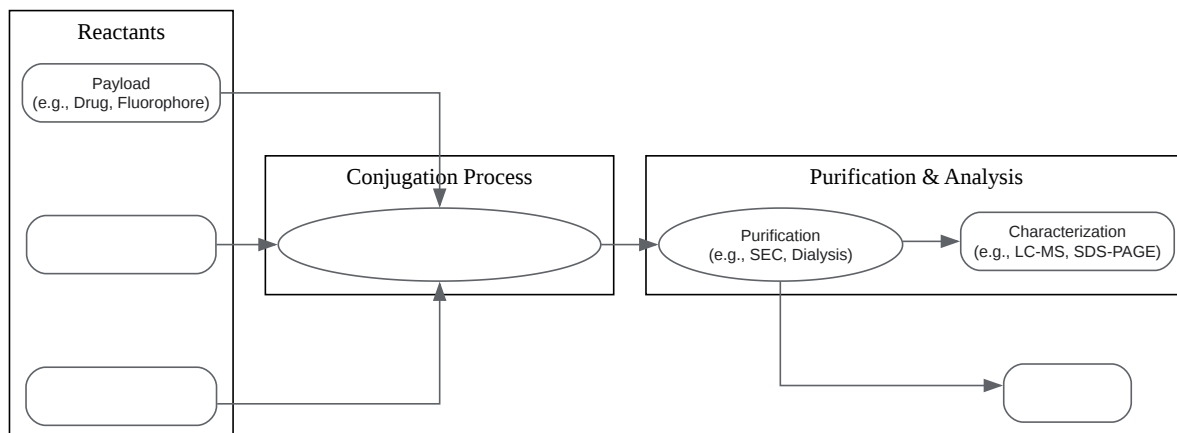 Reactants
Payload
(e.g., Drug, Fluorophore)
Conjugation Process
Purification & Analysis
Purification
(e.g., SEC, Dialysis)
Characterization
(e.g., LC-MS, SDS-PAGE)